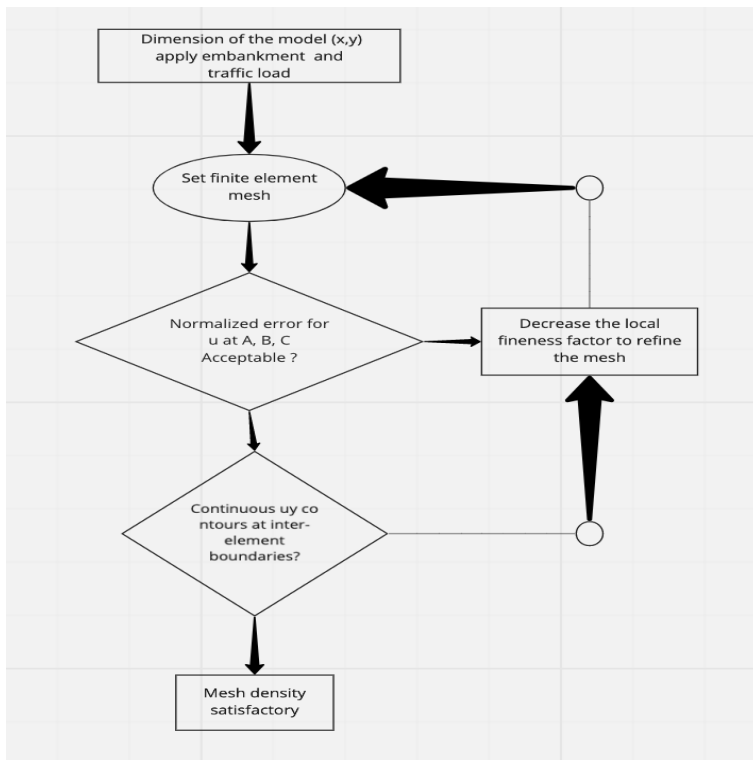 Dimension of the model (x,y)
apply embankment and
traffic load
Set finite element
mesh
Normalized error for
u at A, B, C
Acceptable ?
Decrease the local
fineness factor to refine
the mesh
Continuous uy co
ntours at inter-
element
boundaries?
Mesh density
satisfactory